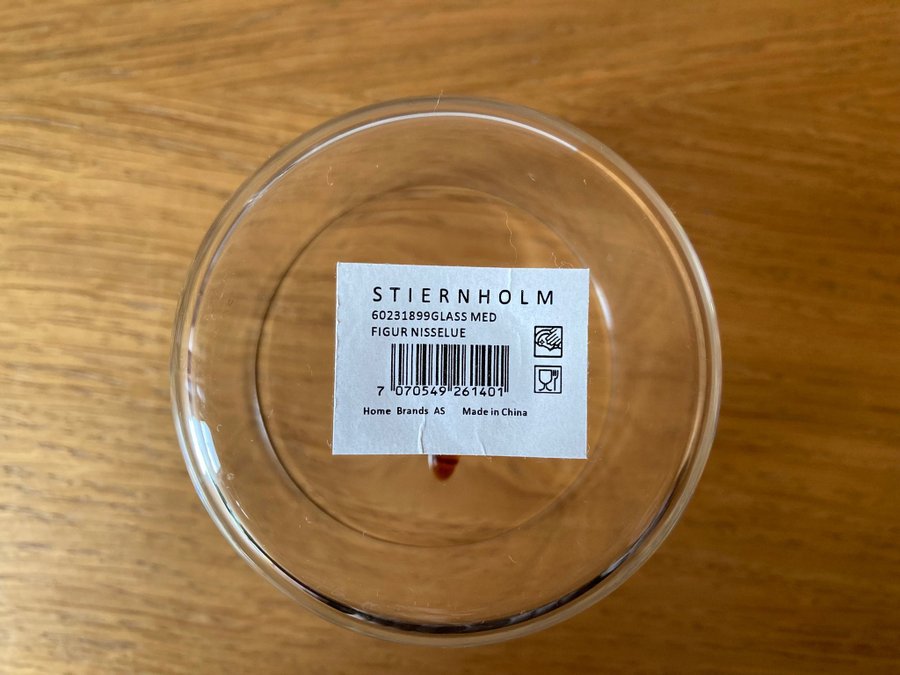 STIERNHOLM
60231899GLASS MED
FIGUR NISSELUE
7 070549 261401
Home Brands AS Made in China